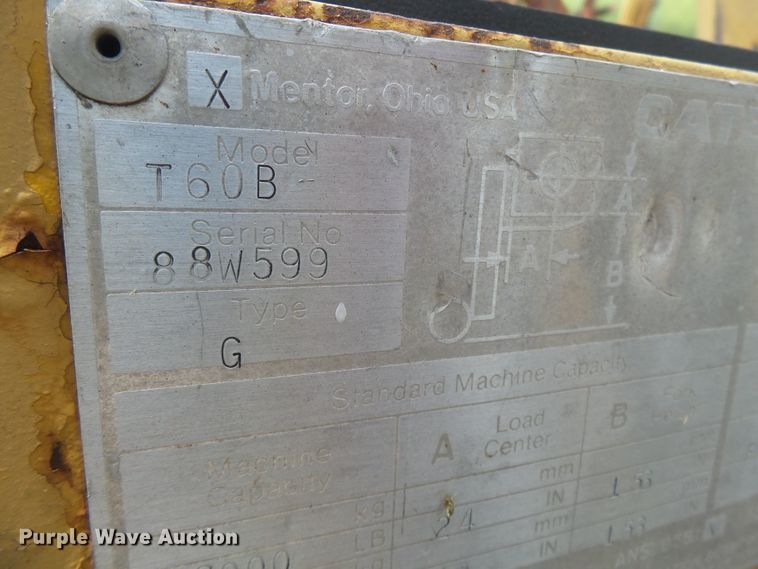 X Mentor, Ohio USA
Model
T60B
Serial No
88W599
Type
G
A
A
B
Standard Machine Capacity
Machine
Capacity
A Load
Center
B
kg
mm
mm
LB
24 IN
IN
Purple Wave Auction